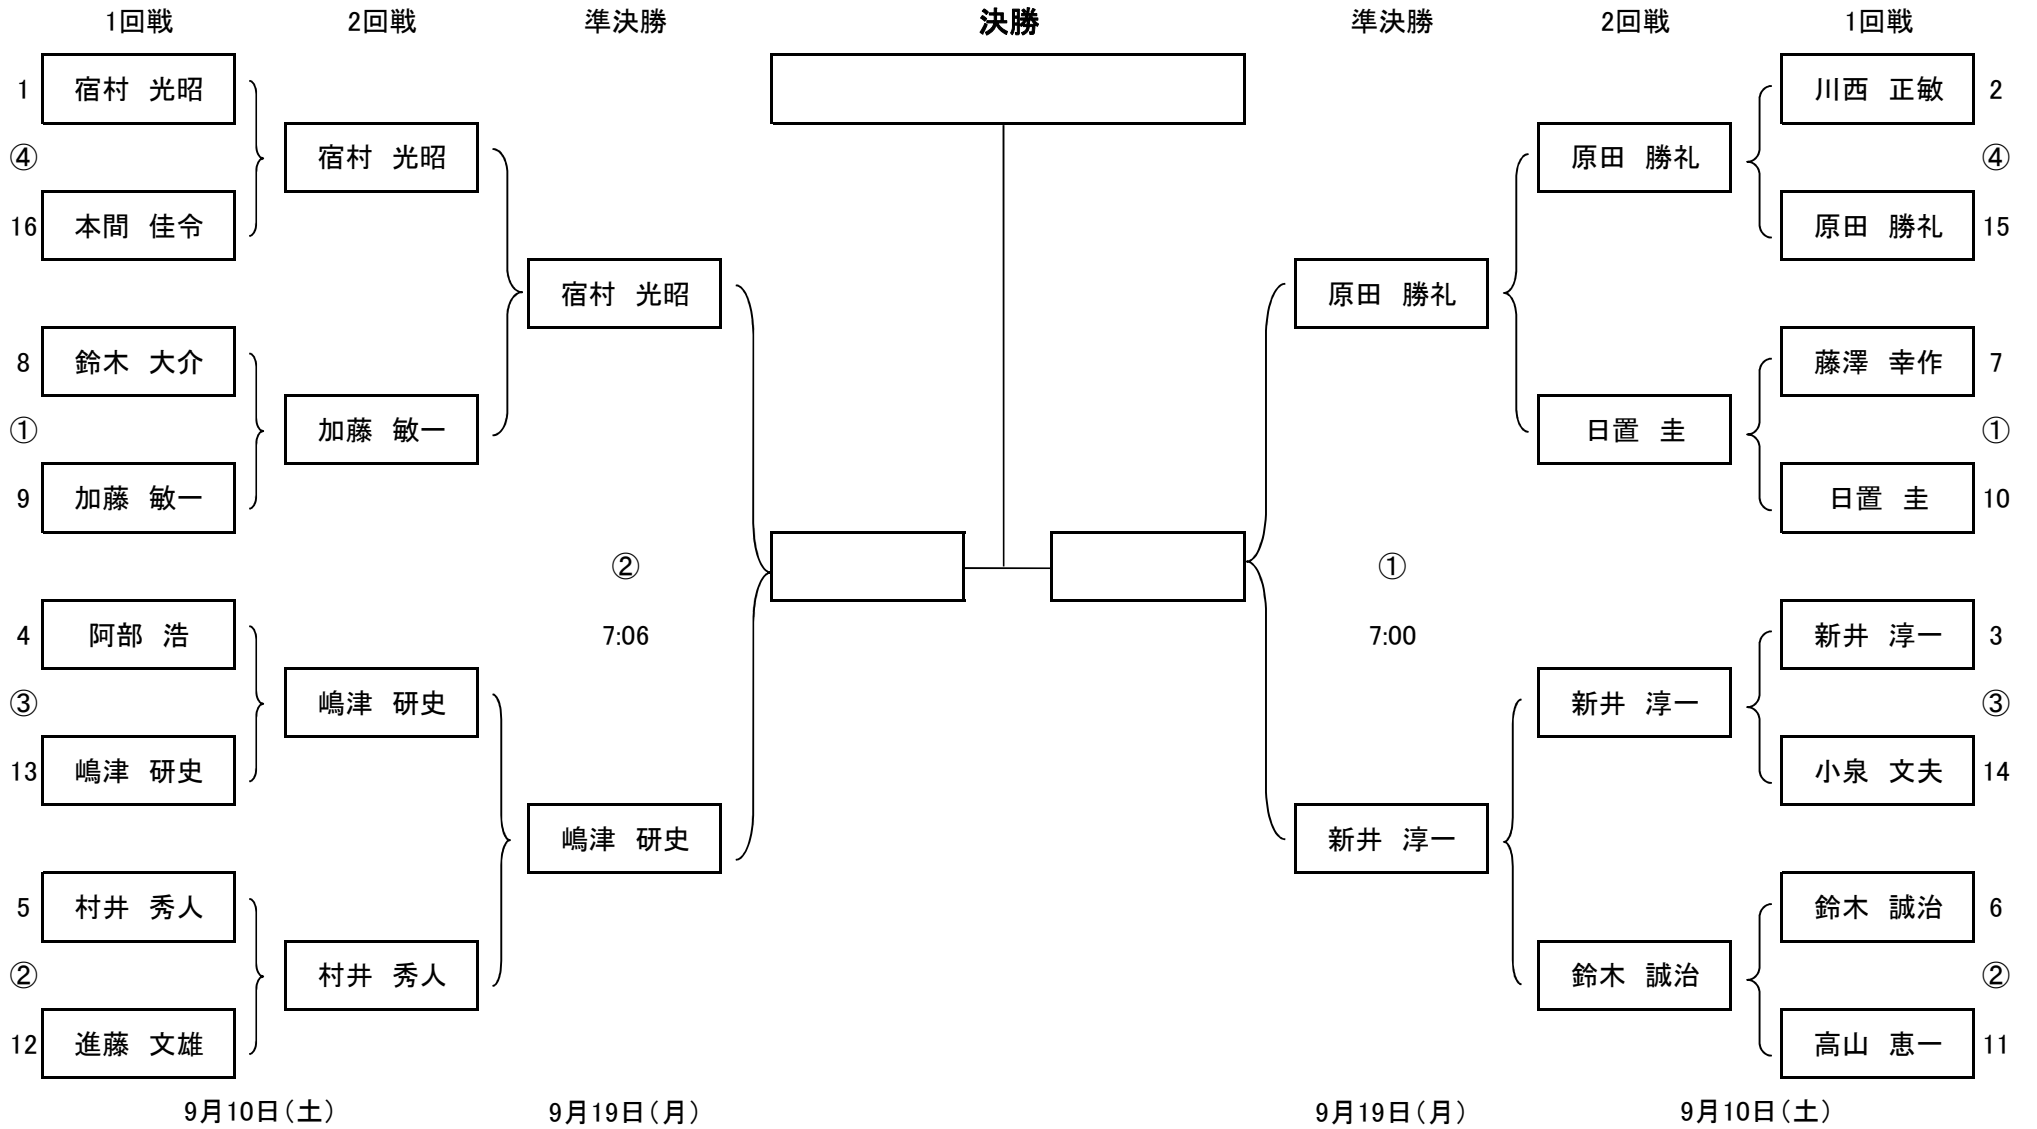 1回戦 2回戦 準決勝 決勝 準決勝 2回戦 1回戦
1 宿村 光昭 川西 正敏 2
④ 宿村 光昭 原田 勝礼 ④
16 本間 佳令 原田 勝礼 15
宿村 光昭 原田 勝礼
8 鈴木 大介 藤澤 幸作 7
① 加藤 敏一 日置 圭 ①
9 加藤 敏一 日置 圭 10
② ①
4 阿部 浩 7:06 7:00 新井 淳一 3
③ 嶋津 研史 新井 淳一 ③
13 嶋津 研史 小泉 文夫 14
嶋津 研史 新井 淳一
5 村井 秀人 鈴木 誠治 6
② 村井 秀人 鈴木 誠治 ②
12 進藤 文雄 高山 恵一 11
9月10日(土) 9月19日(月) 9月19日(月) 9月10日(土)